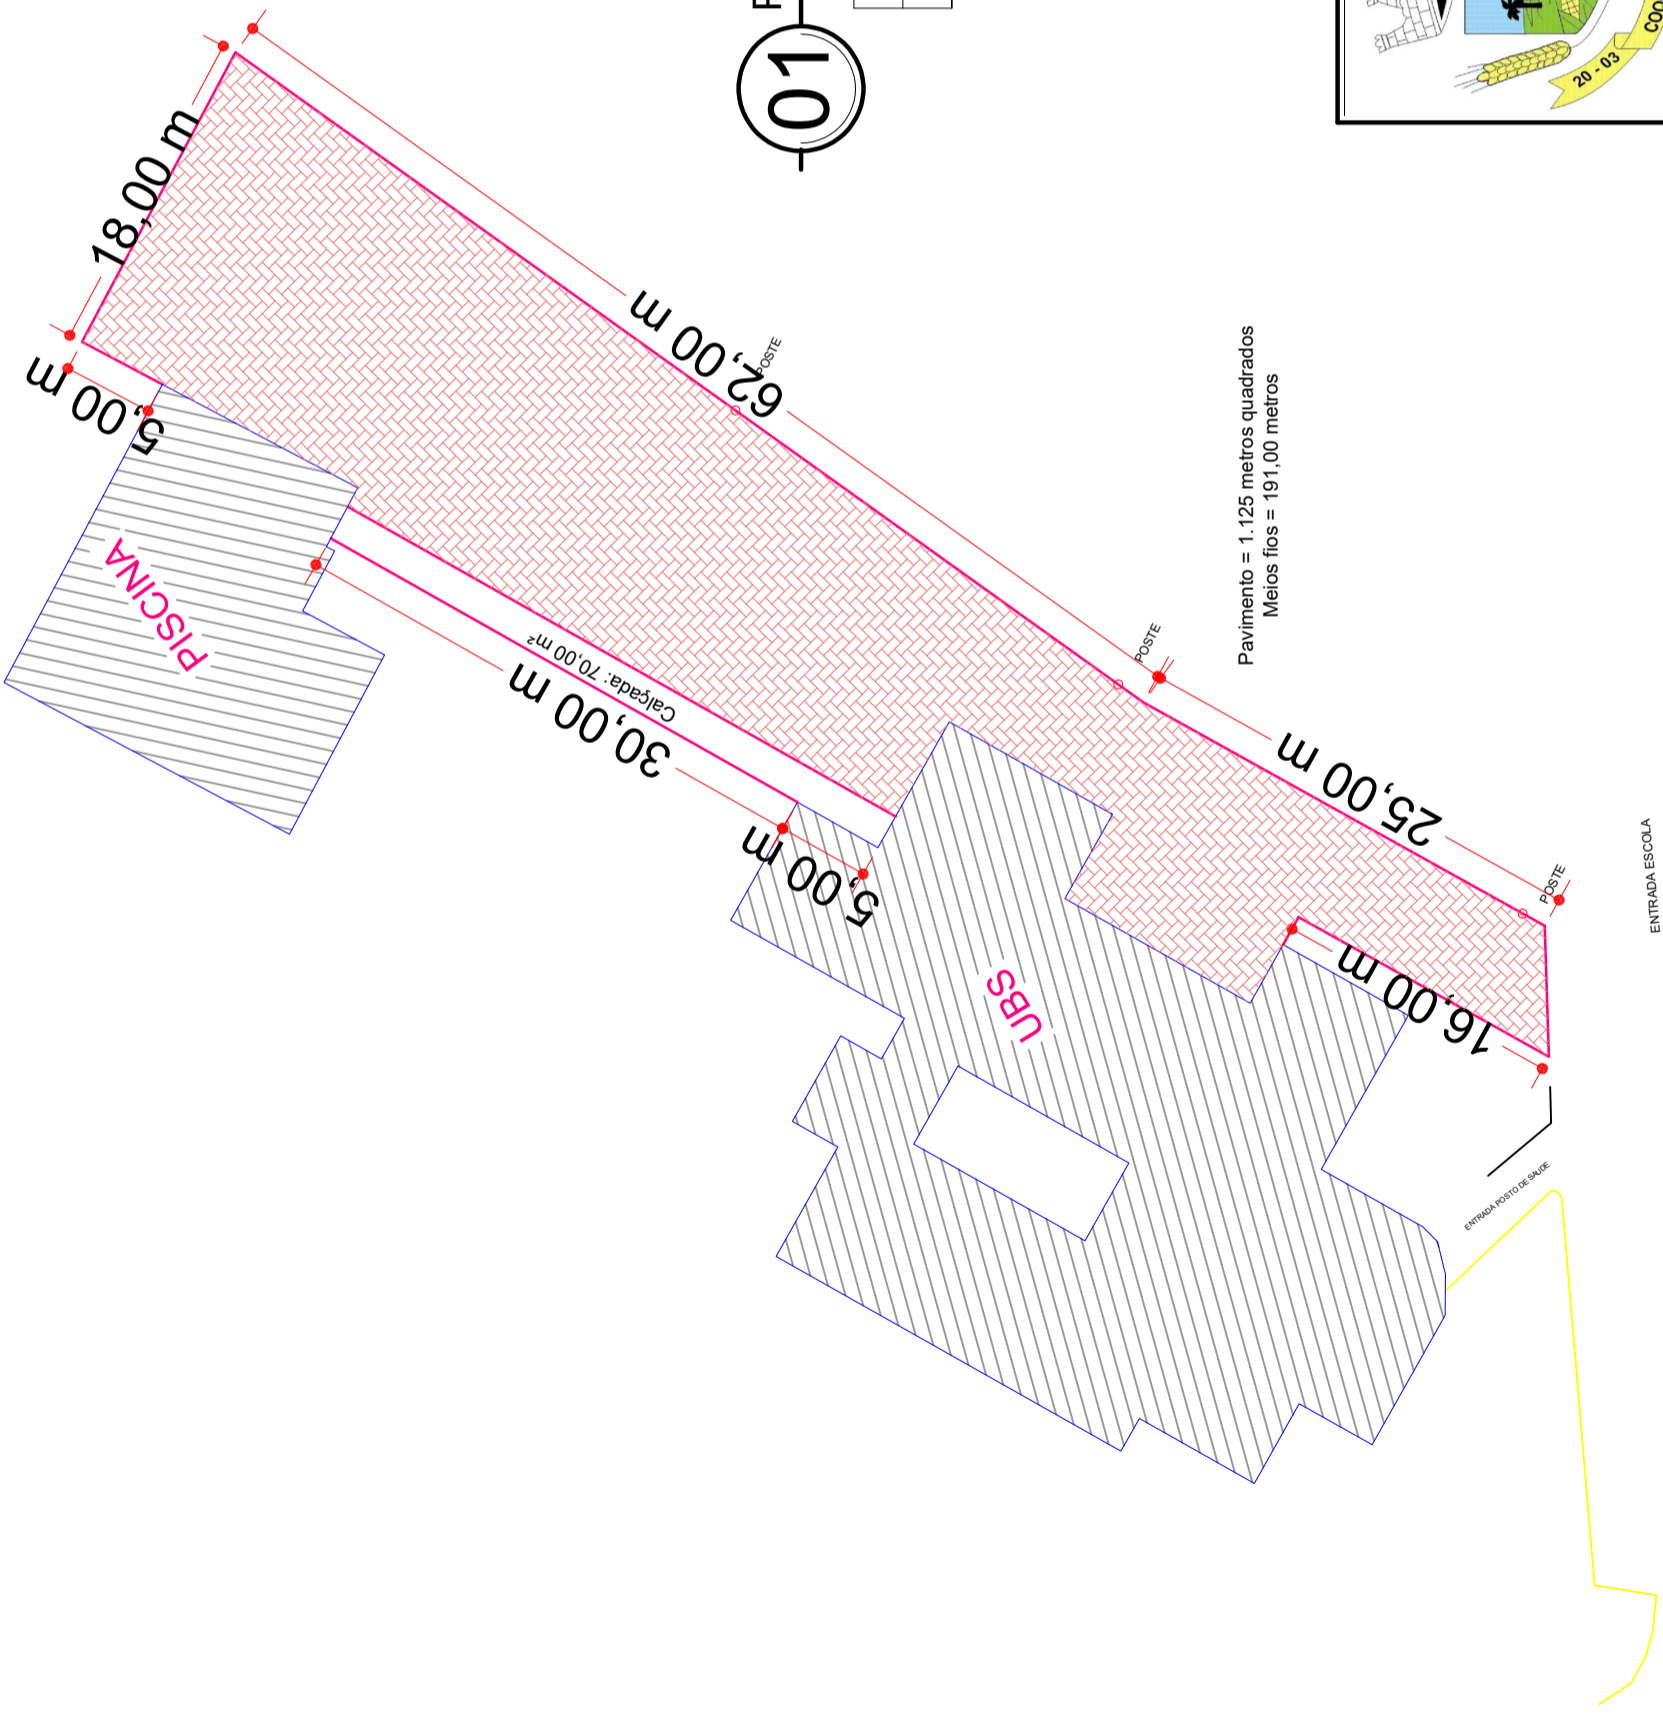 18,00 m
5,00 m
62,00 m
POSTE
PISCINA
Calçada: 70.00 m²
30,00 m
5,00 m
POSTE
25,00 m
POSTE
16,00 m
UBS
Pavimento = 1.125 metros quadrados
Meios fios = 191,00 metros
ENTRADA ESCOLA
ENTRADA POSTO DE SAUDE
01
20 - 03